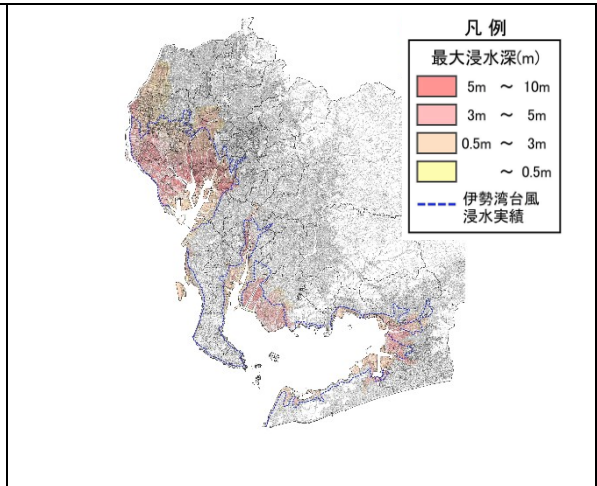 凡 例
最大浸水深(m)
5m ～ 10m
3m ～ 5m
0.5m ～ 3m
～ 0.5m
伊勢湾台風
浸水実績